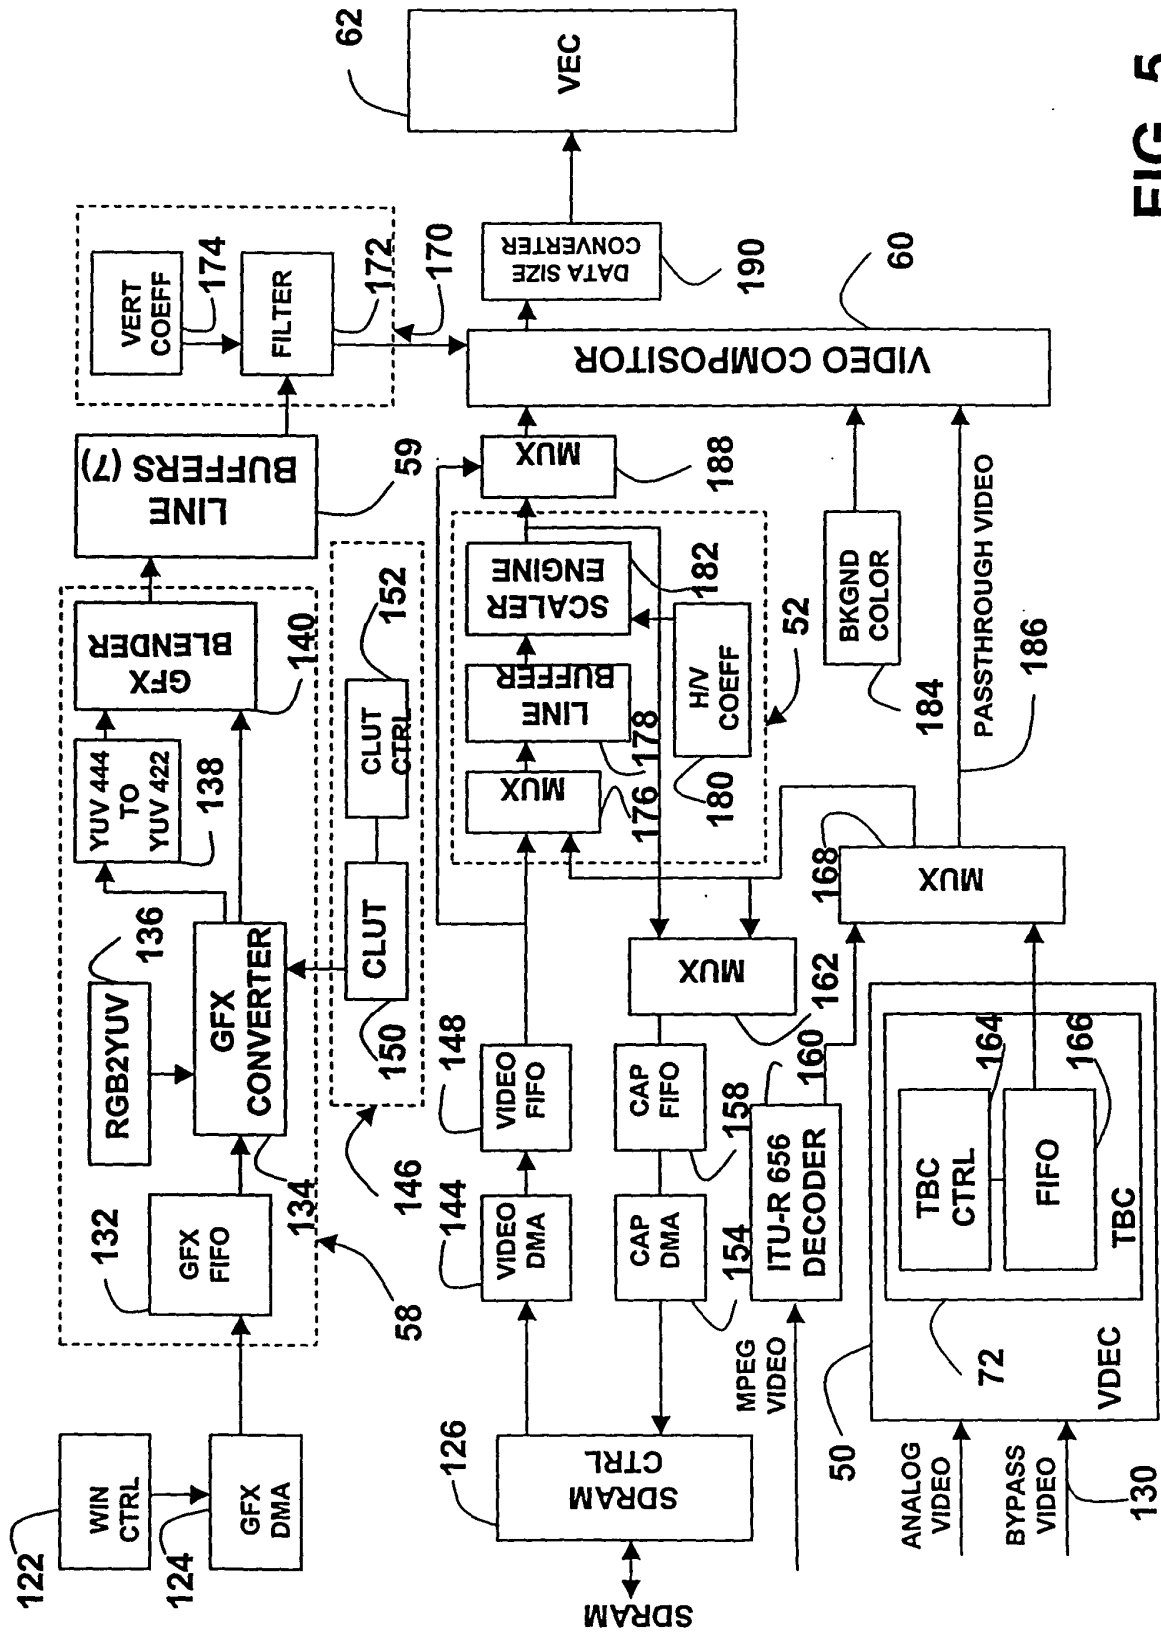 122
WIN
CTRL
124
GFX
DMA
132
GFX
FIFO
134
RGB2YUV
136
GFX
CONVERTER
YUV 444
TO
YUV 422
138
GFX
BLENDER
140
58
LINE
BUFFERS (7)
59
VERT
COEFF
174
FILTER
172
170
146
CLUT
150
CLUT
CTRL
152
SDRAM
126
SDRAM
CTRL
144
VIDEO
DMA
148
VIDEO
FIFO
MUX
176
LINE
BUFFER
178
SCALER
ENGINE
182
H/V
COEFF
180
52
MUX
188
CAP
DMA
154
CAP
FIFO
158
MUX
162
MPEG
VIDEO
ITU-R 656
DECODER
160
MUX
168
BKGND
COLOR
184
PASSTHROUGH VIDEO
186
VIDEO COMPOSITOR
60
DATA SIZE
CONVERTER
190
VEC
62
ANALOG
VIDEO
BYPASS
VIDEO
130
50
VDEC
72
TBC
CTRL
164
FIFO
166
TBC
FIG. 5